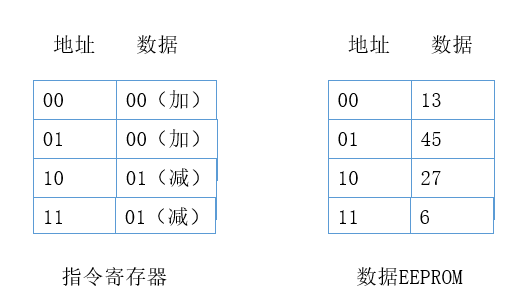 地址 数据 地址 数据
00 00（加） 00 13
01 00（加） 01 45
10 01（减） 10 27
11 01（减） 11 6
指令寄存器 数据EEPROM